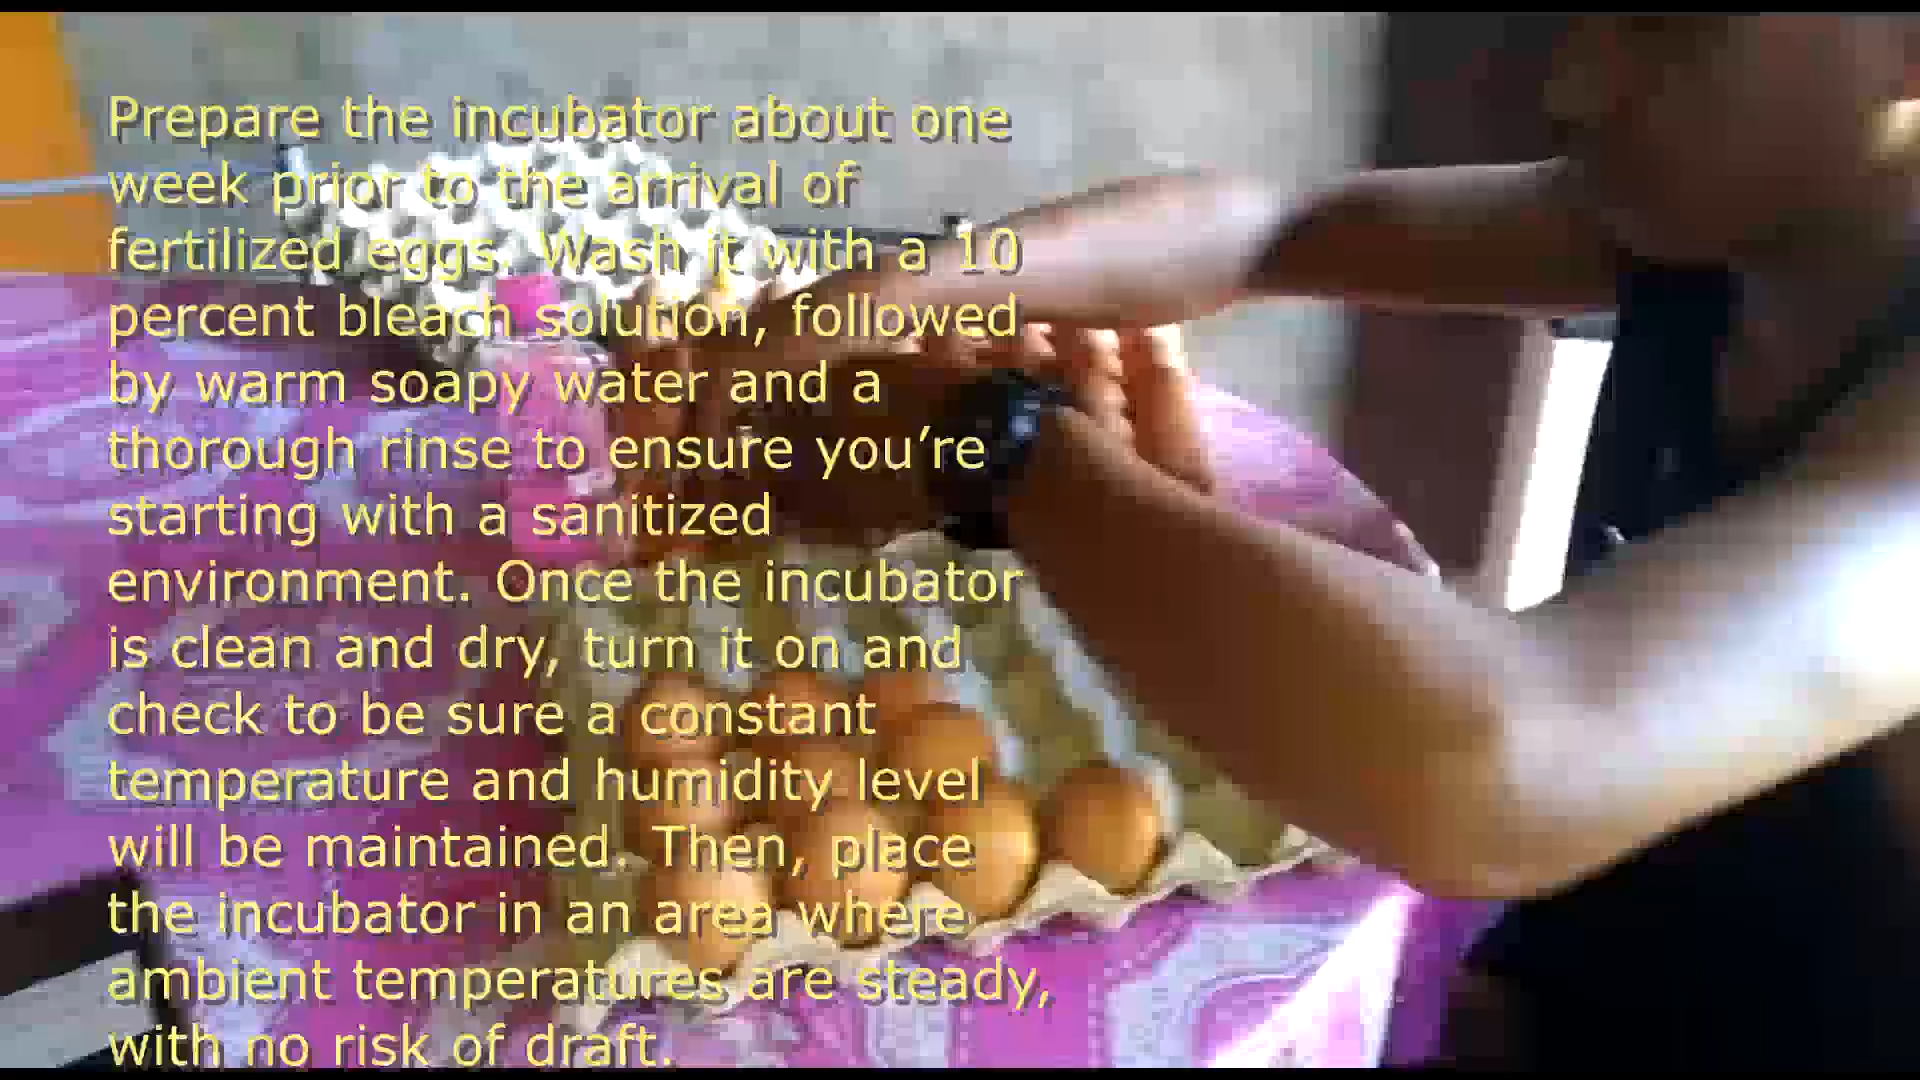 Prepare the incubator about one
week prior to the arrival of
fertilized eggs. Wash it with a 10
percent bleach solution, followed
by warm soapy water and a
thorough rinse to ensure you’re
starting with a sanitized
environment. Once the incubator
is clean and dry, turn it on and
check to be sure a constant
temperature and humidity level
will be maintained. Then, place
the incubator in an area where
ambient temperatures are steady,
with no risk of draft.